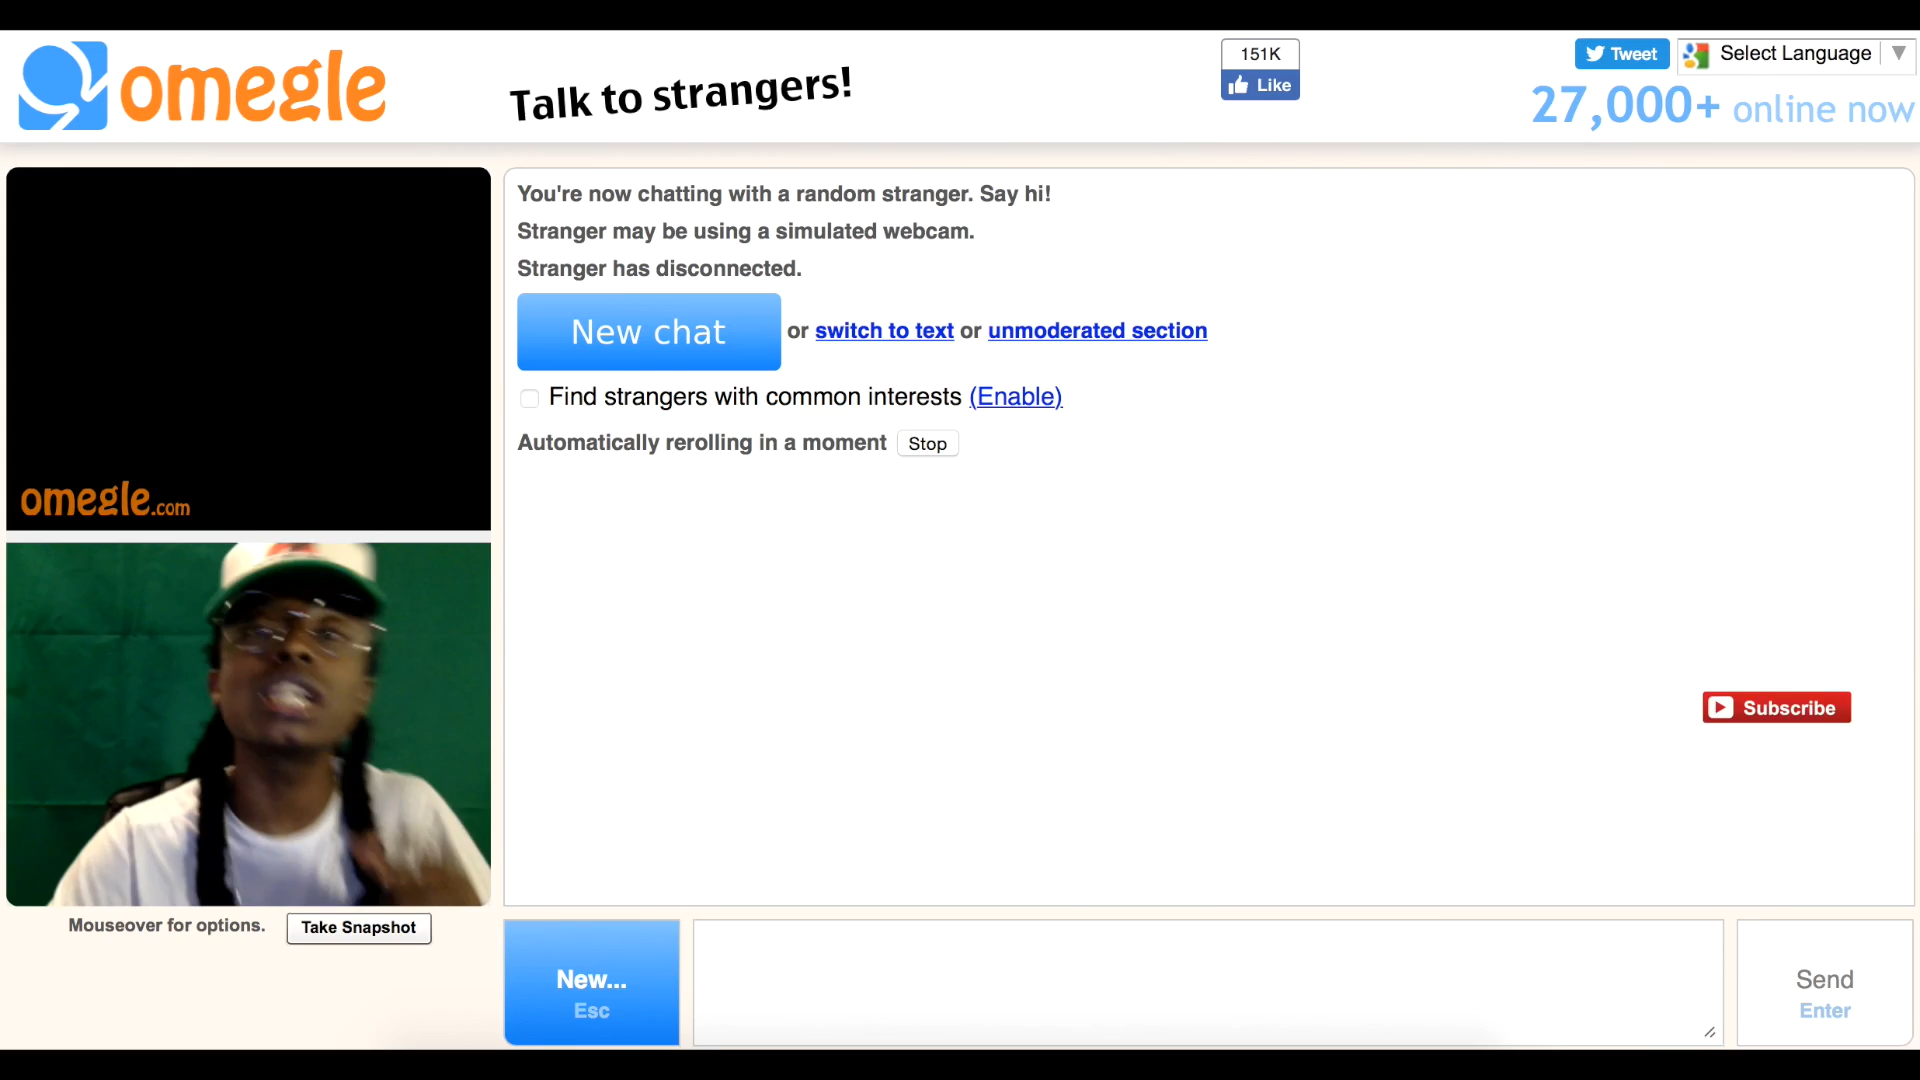 omegle
Talk to strangers!
151K
Like
Tweet
Select Language
27,000+ online now
You're now chatting with a random stranger. Say hi!
Stranger may be using a simulated webcam.
Stranger has disconnected.
New chat or switch to text or unmoderated section
Find strangers with common interests (Enable)
Automatically rerolling in a moment Stop
omegle.com
Subscribe
Mouseover for options. Take Snapshot
New...
Esc
Send
Enter